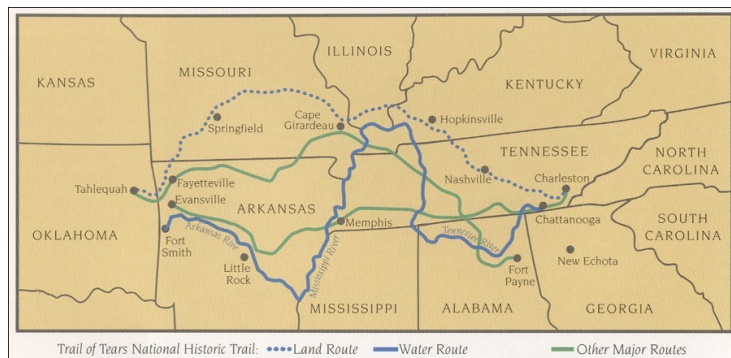 ILLINOIS
VIRGINIA
KANSAS
MISSOURI
KENTUCKY
Cape
Girardeau
Hopkinsville
Springfield
TENNESSEE
NORTH
CAROLINA
Nashville
Charleston
Tahlequah
Fayetteville
Evansville
ARKANSAS
Memphis
Chattanooga
SOUTH
CAROLINA
OKLAHOMA
Fort
Smith
Arkansas River
Tennessee River
Mississippi River
Little
Rock
Fort
Payne
New Echota
MISSISSIPPI
ALABAMA
GEORGIA
Trail of Tears National Historic Trail: Land Route Water Route Other Major Routes